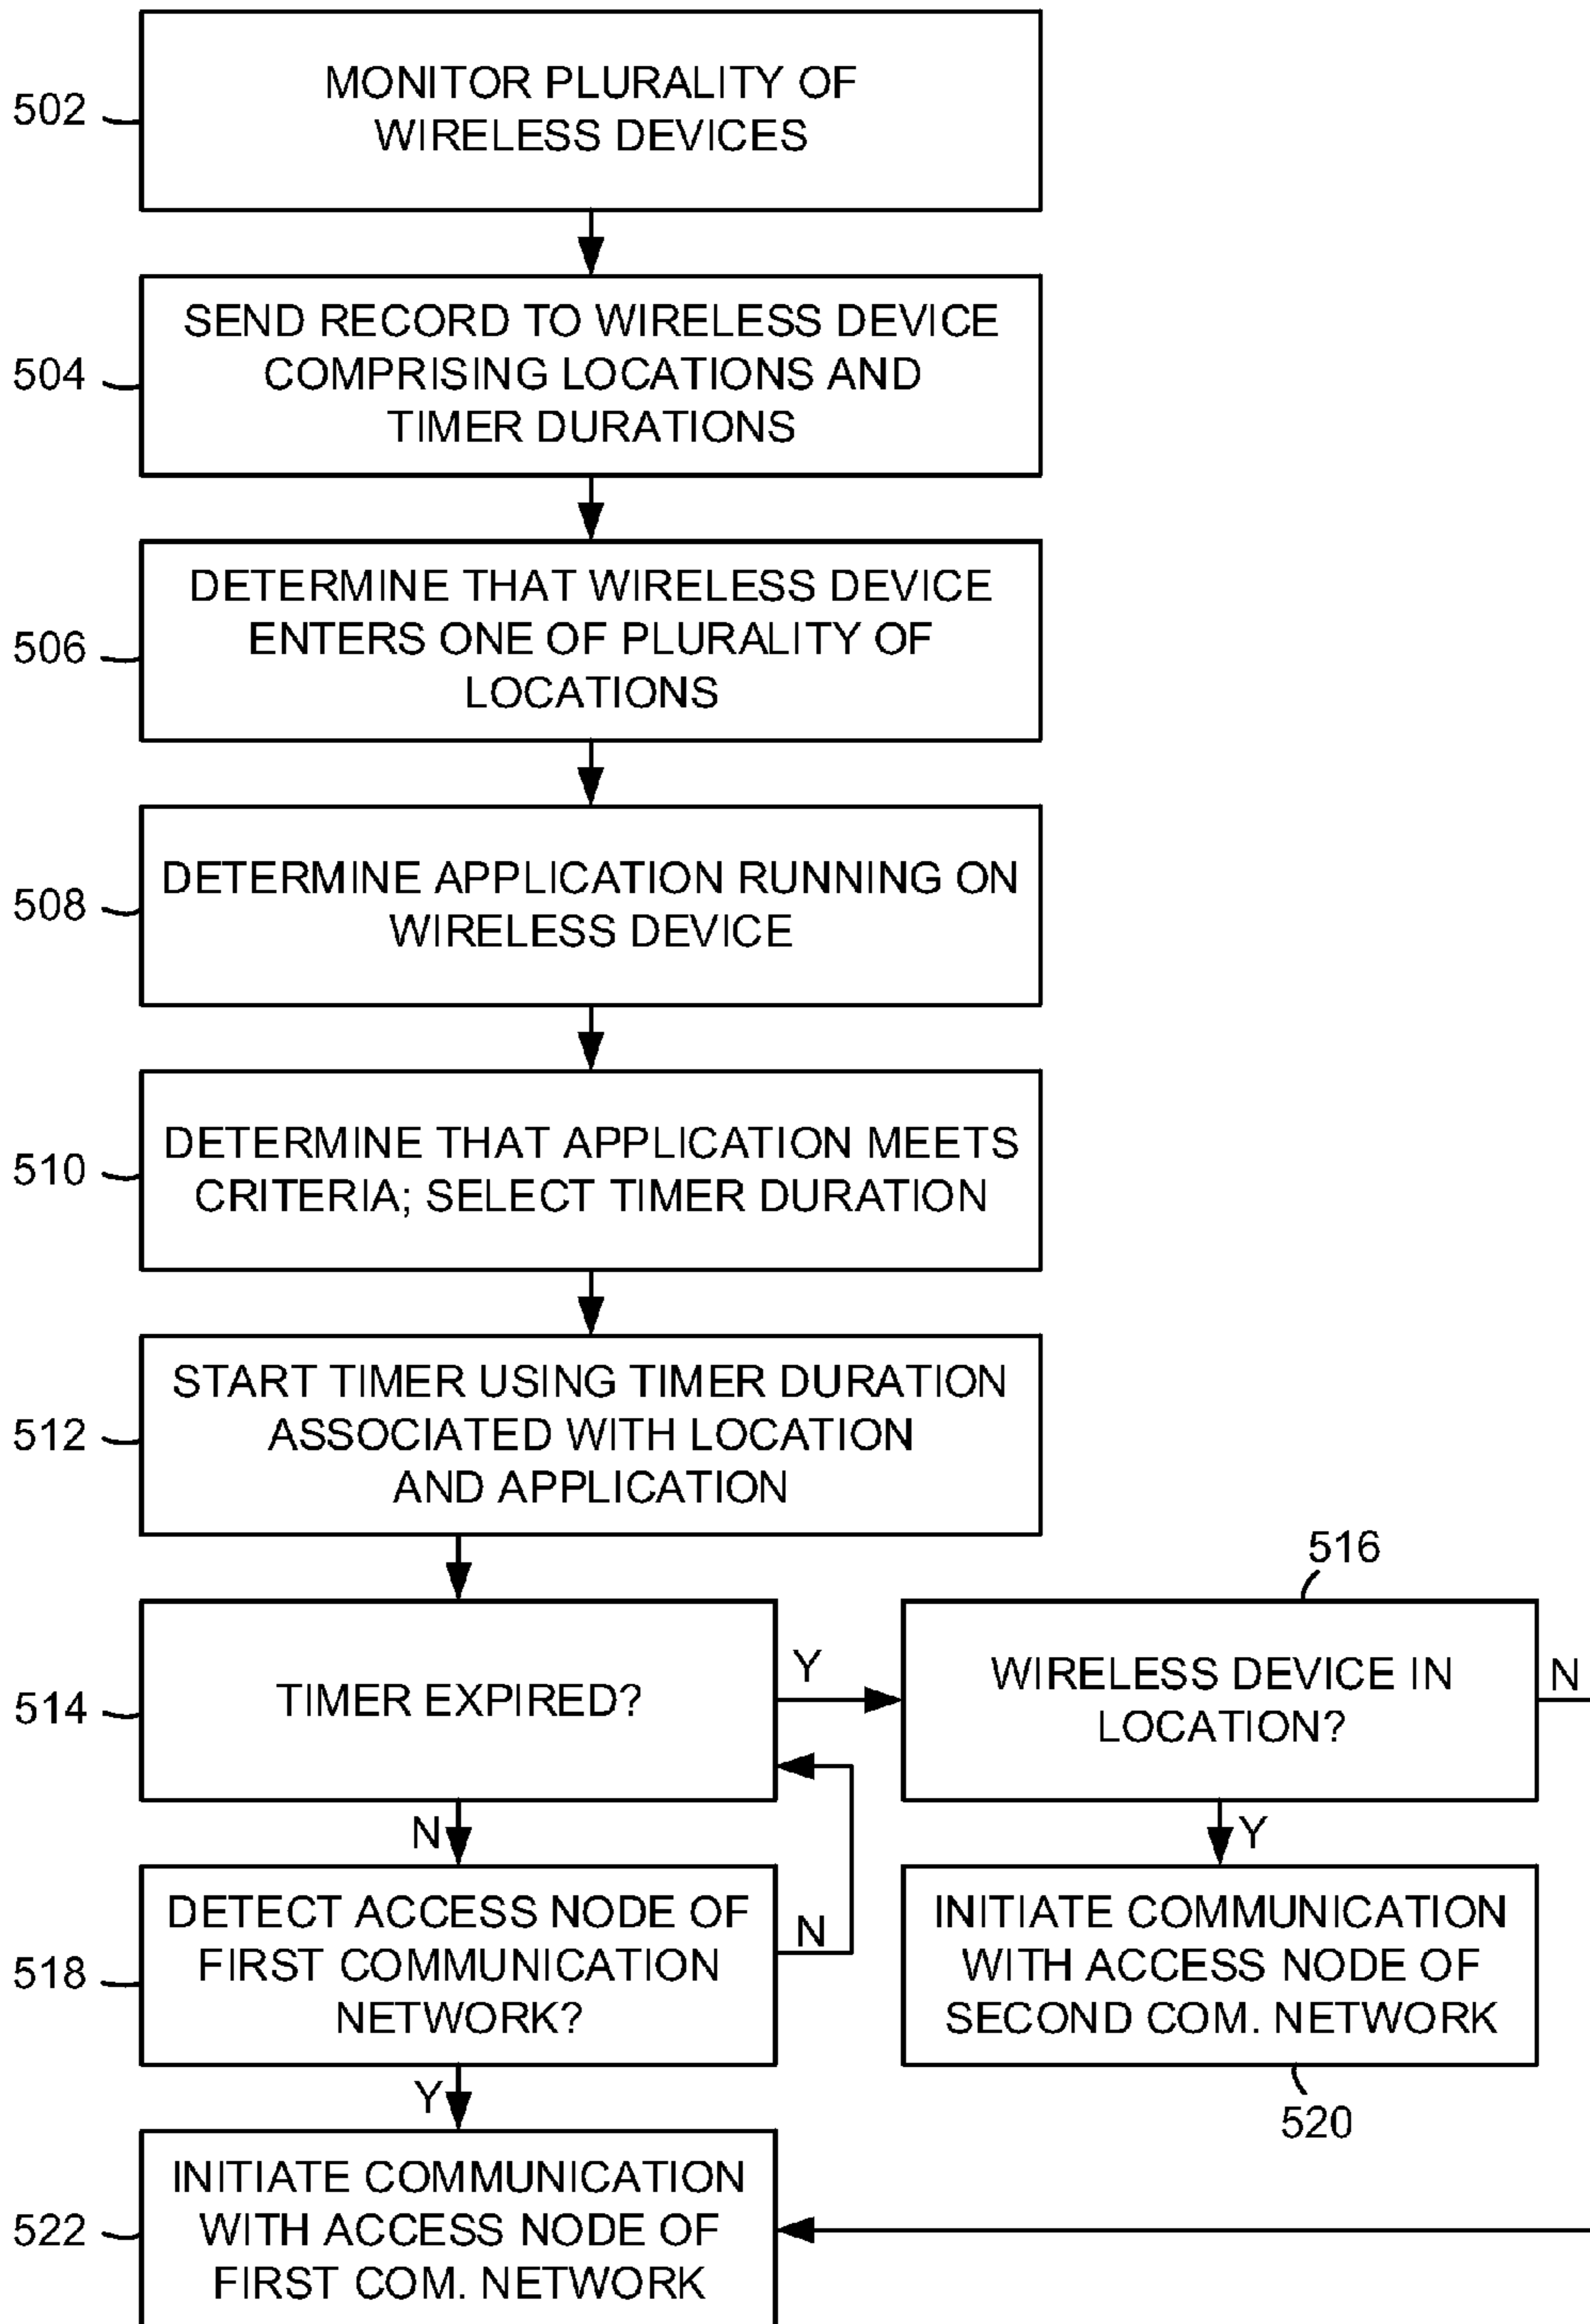 502
MONITOR PLURALITY OF
WIRELESS DEVICES
504
SEND RECORD TO WIRELESS DEVICE
COMPRISING LOCATIONS AND
TIMER DURATIONS
506
DETERMINE THAT WIRELESS DEVICE
ENTERS ONE OF PLURALITY OF
LOCATIONS
508
DETERMINE APPLICATION RUNNING ON
WIRELESS DEVICE
510
DETERMINE THAT APPLICATION MEETS
CRITERIA; SELECT TIMER DURATION
512
START TIMER USING TIMER DURATION
ASSOCIATED WITH LOCATION
AND APPLICATION
514
TIMER EXPIRED?
Y
516
WIRELESS DEVICE IN
LOCATION?
N
N
Y
518
DETECT ACCESS NODE OF
FIRST COMMUNICATION
NETWORK?
N
INITIATE COMMUNICATION
WITH ACCESS NODE OF
SECOND COM. NETWORK
520
Y
522
INITIATE COMMUNICATION
WITH ACCESS NODE OF
FIRST COM. NETWORK